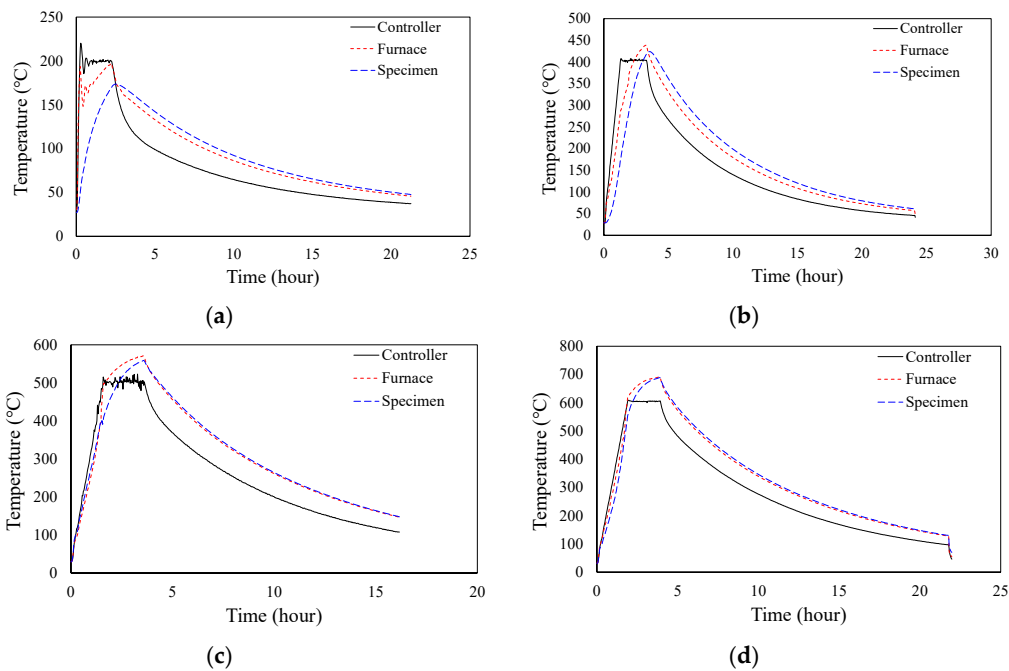 250
200
150
100
50
0
Temperature (℃)
0 5 10 15 20 25
Time (hour)
Controller
Furnace
Specimen
(a)
500
450
400
350
300
250
200
150
100
50
0
Temperature (℃)
0 5 10 15 20 25 30
Time (hour)
Controller
Furnace
Specimen
(b)
600
500
400
300
200
100
0
Temperature (℃)
0 5 10 15 20
Time (hour)
Controller
Furnace
Specimen
(c)
800
700
600
500
400
300
200
100
0
Temperature (℃)
0 5 10 15 20 25
Time (hour)
Controller
Furnace
Specimen
(d)